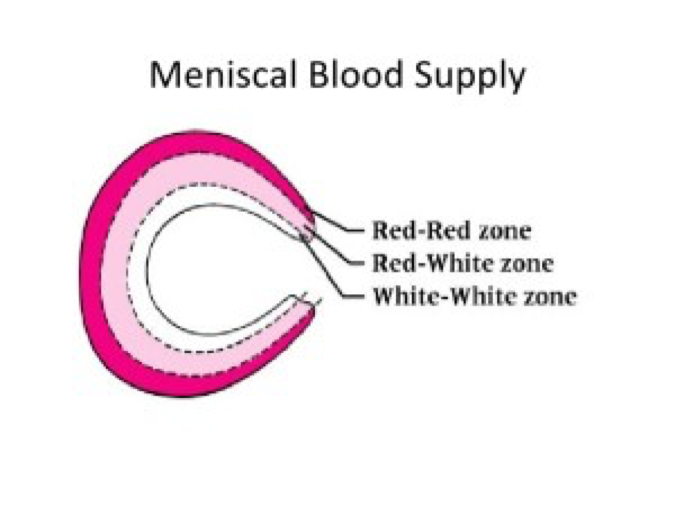 Meniscal Blood Supply
Red-Red zone
Red-White zone
White-White zone